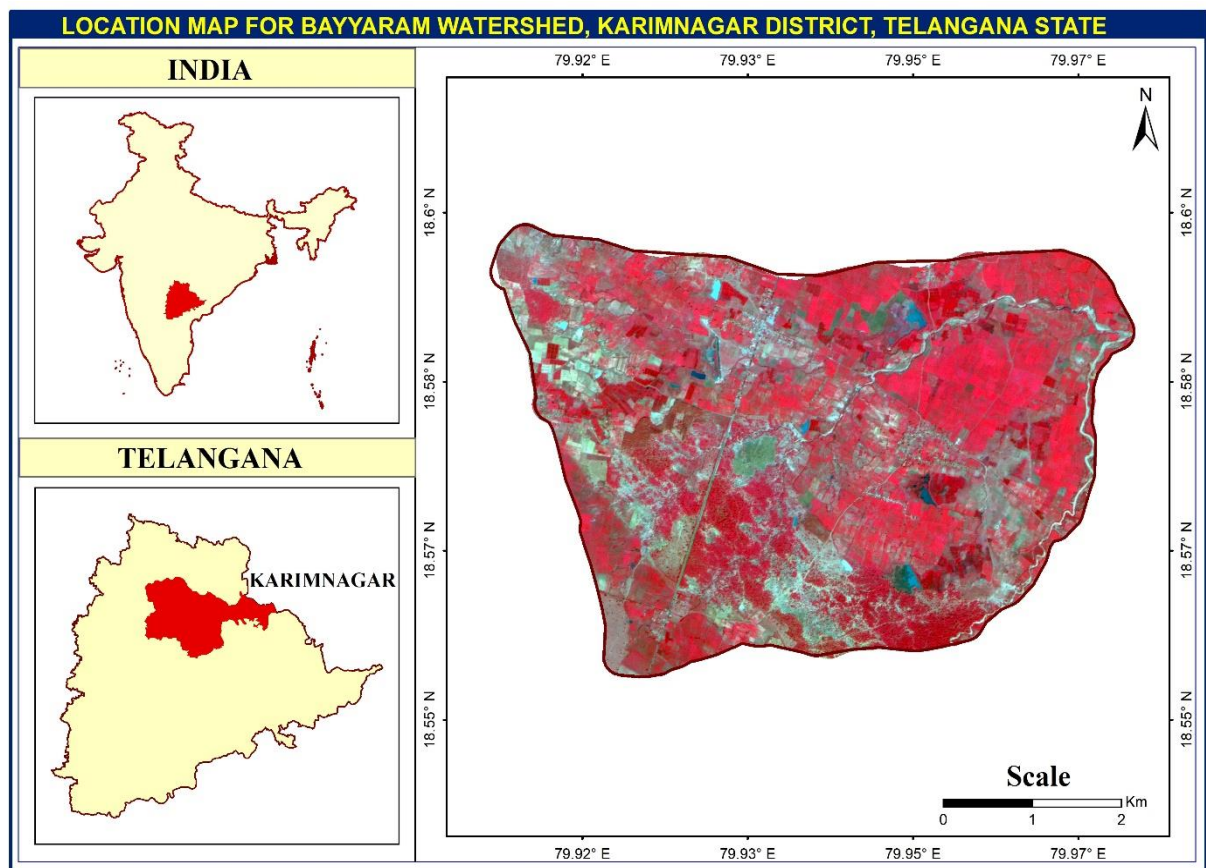 LOCATION MAP FOR BAYYARAM WATERSHED, KARIMNAGAR DISTRICT, TELANGANA STATE
INDIA
TELANGANA
KARIMNAGAR
79.92° E 79.93° E 79.95° E 79.97° E
N
18.6° N 18.6° N
18.58° N 18.58° N
18.57° N 18.57° N
18.55° N 18.55° N
Scale
Km
0 1 2
79.92° E 79.93° E 79.95° E 79.97° E